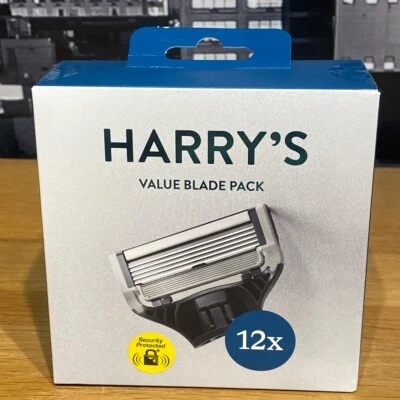 HARRY'S
VALUE BLADE PACK
Security
Protected
12x